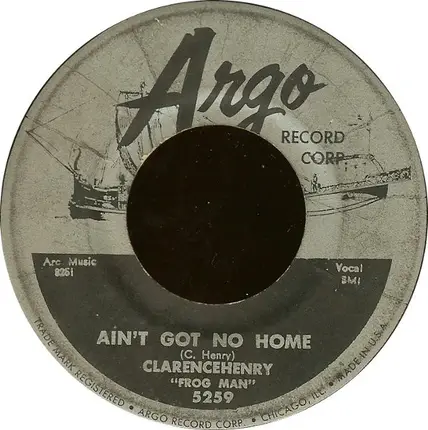 Argo
RECORD
CORP.
Arc Music
8251
Vocal
BMI
AIN'T GOT NO HOME
(C. Henry)
CLARENCEHENRY
"FROG MAN"
5259
TRADE MARK REGISTERED • ARGO RECORD CORP. • CHICAGO, ILL. • MADE IN U.S.A.